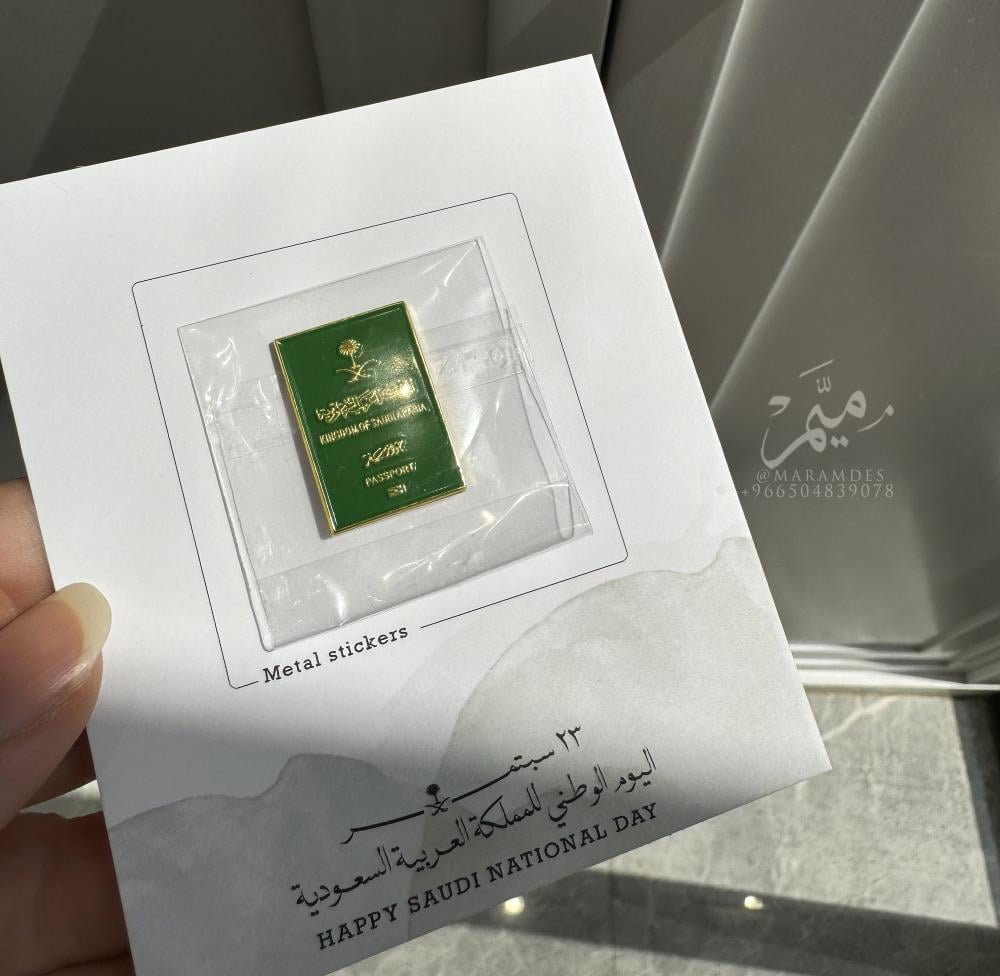 المملكة العربية السعودية
KINGDOM OF SAUDI ARABIA
PASSPORT
Metal stickers
٢٣ سبتمبر
اليوم الوطني للمملكة العربية السعودية
HAPPY SAUDI NATIONAL DAY
ميّم
@MARAMDES
+966504839078